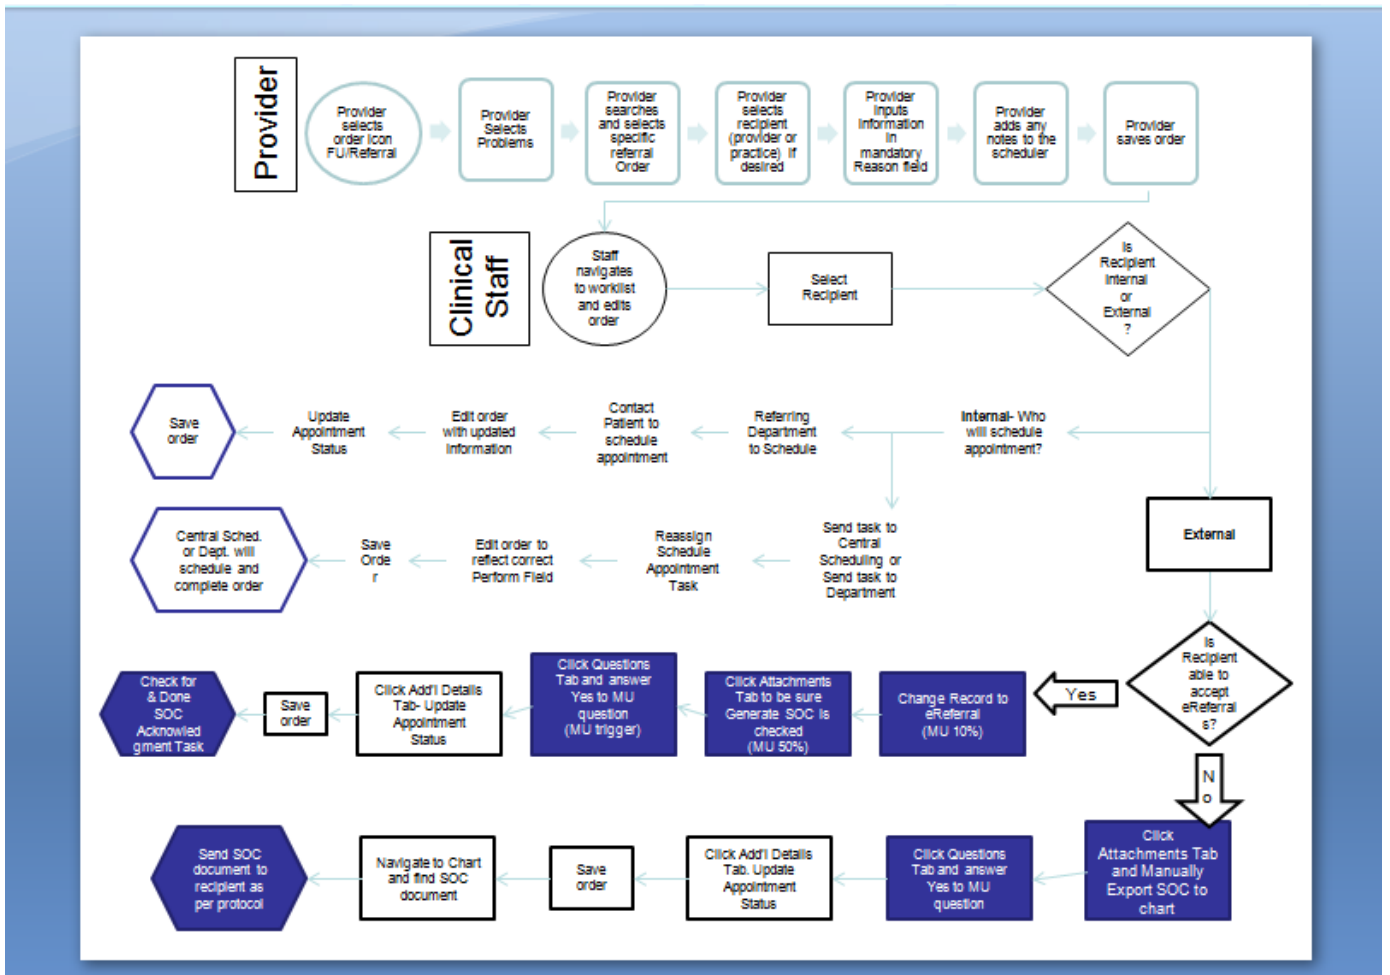 Provider
Provider
selects
order icon
FU/Referral
Provider
Selects
Problems
Provider
searches
and selects
specific
referral
Order
Provider
selects
recipient
(provider or
practice) if
desired
Provider
inputs
information
in
mandatory
Reason field
Provider
adds any
notes to the
scheduler
Provider
saves order
Clinical
Staff
Staff
navigates
to worklist
and edits
order
Select
Recipient
Is
Recipient
Internal
or
External
?
Save
order
Update
Appointment
Status
Edit order
with updated
information
Contact
Patient to
schedule
appointment
Referring
Department
to Schedule
Internal- Who
will schedule
appointment?
Central Sched.
or Dept. will
schedule and
complete order
Save
Orde
r
Edit order to
reflect correct
Perform Field
Reassign
Schedule
Appointment
Task
Send task to
Central
Scheduling or
Send task to
Department
External
Is
Recipient
able to
accept
eReferral
s?
Yes
Check for
& Done
SOC
Acknowled
gment Task
Save
order
Click Add'l Details
Tab- Update
Appointment
Status
Click Questions
Tab and answer
Yes to MU
question
(MU trigger)
Click Attachments
Tab to be sure
Generate SOC is
checked
(MU 50%)
Change Record to
eReferral
(MU 10%)
N
o
Send SOC
document to
recipient as
per protocol
Navigate to Chart
and find SOC
document
Save
order
Click Add'l Details
Tab. Update
Appointment
Status
Click Questions
Tab and answer
Yes to MU
question
Click
Attachments Tab
and Manually
Export SOC to
chart